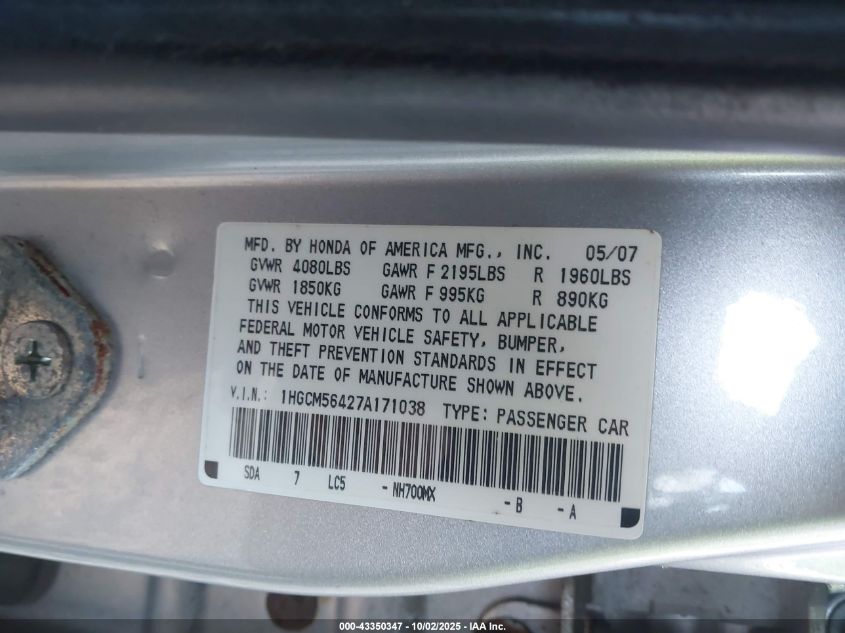 MFD. BY HONDA OF AMERICA MFG., INC. 05/07
GVWR 4080LBS GAWR F 2195LBS R 1960LBS
GVWR 1850KG GAWR F 995KG R 890KG
THIS VEHICLE CONFORMS TO ALL APPLICABLE
FEDERAL MOTOR VEHICLE SAFETY, BUMPER,
AND THEFT PREVENTION STANDARDS IN EFFECT
ON THE DATE OF MANUFACTURE SHOWN ABOVE.
V.I.N.: 1HGCM56427A171038 TYPE: PASSENGER CAR
SDA 7 LC5 - NH700MX - B - A
000-43350347 - 10/02/2025 - IAA Inc.